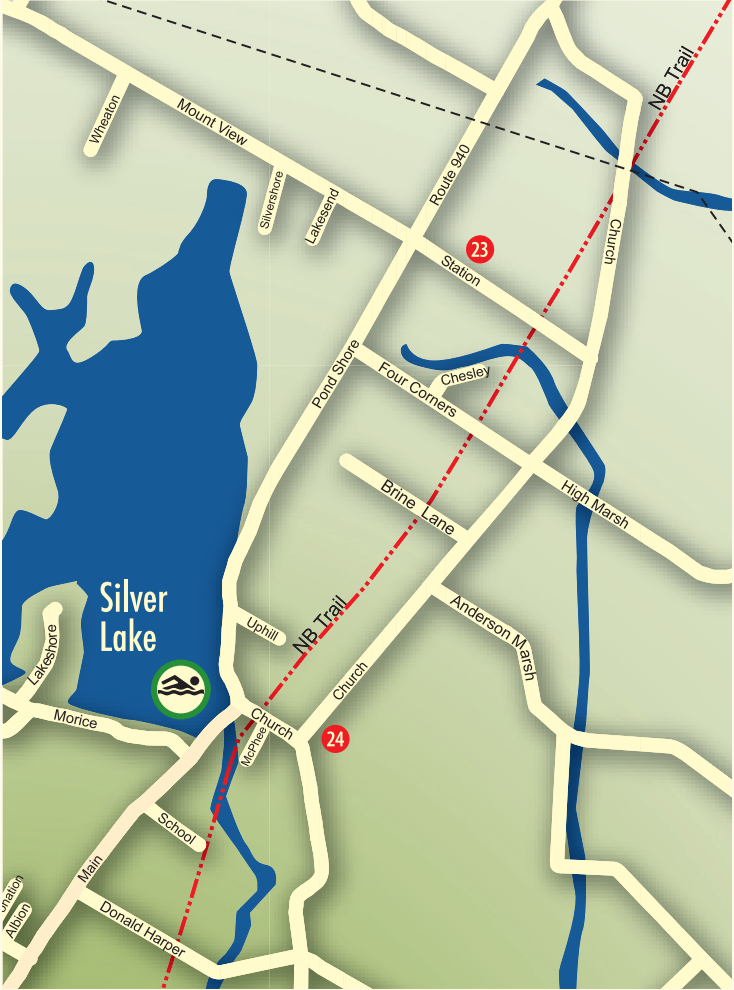 NB Trail
Wheaton
Mount View
Route 940
Silvershore
Lakesend
Church
23
Station
Pond Shore
Four Corners
Chesley
Brine Lane
High Marsh
Silver
Lake
NB Trail
Uphill
Anderson Marsh
Lakeshore
Church
Morice
Church
McPhee
24
School
Main
Donald Harper
onation
Albion